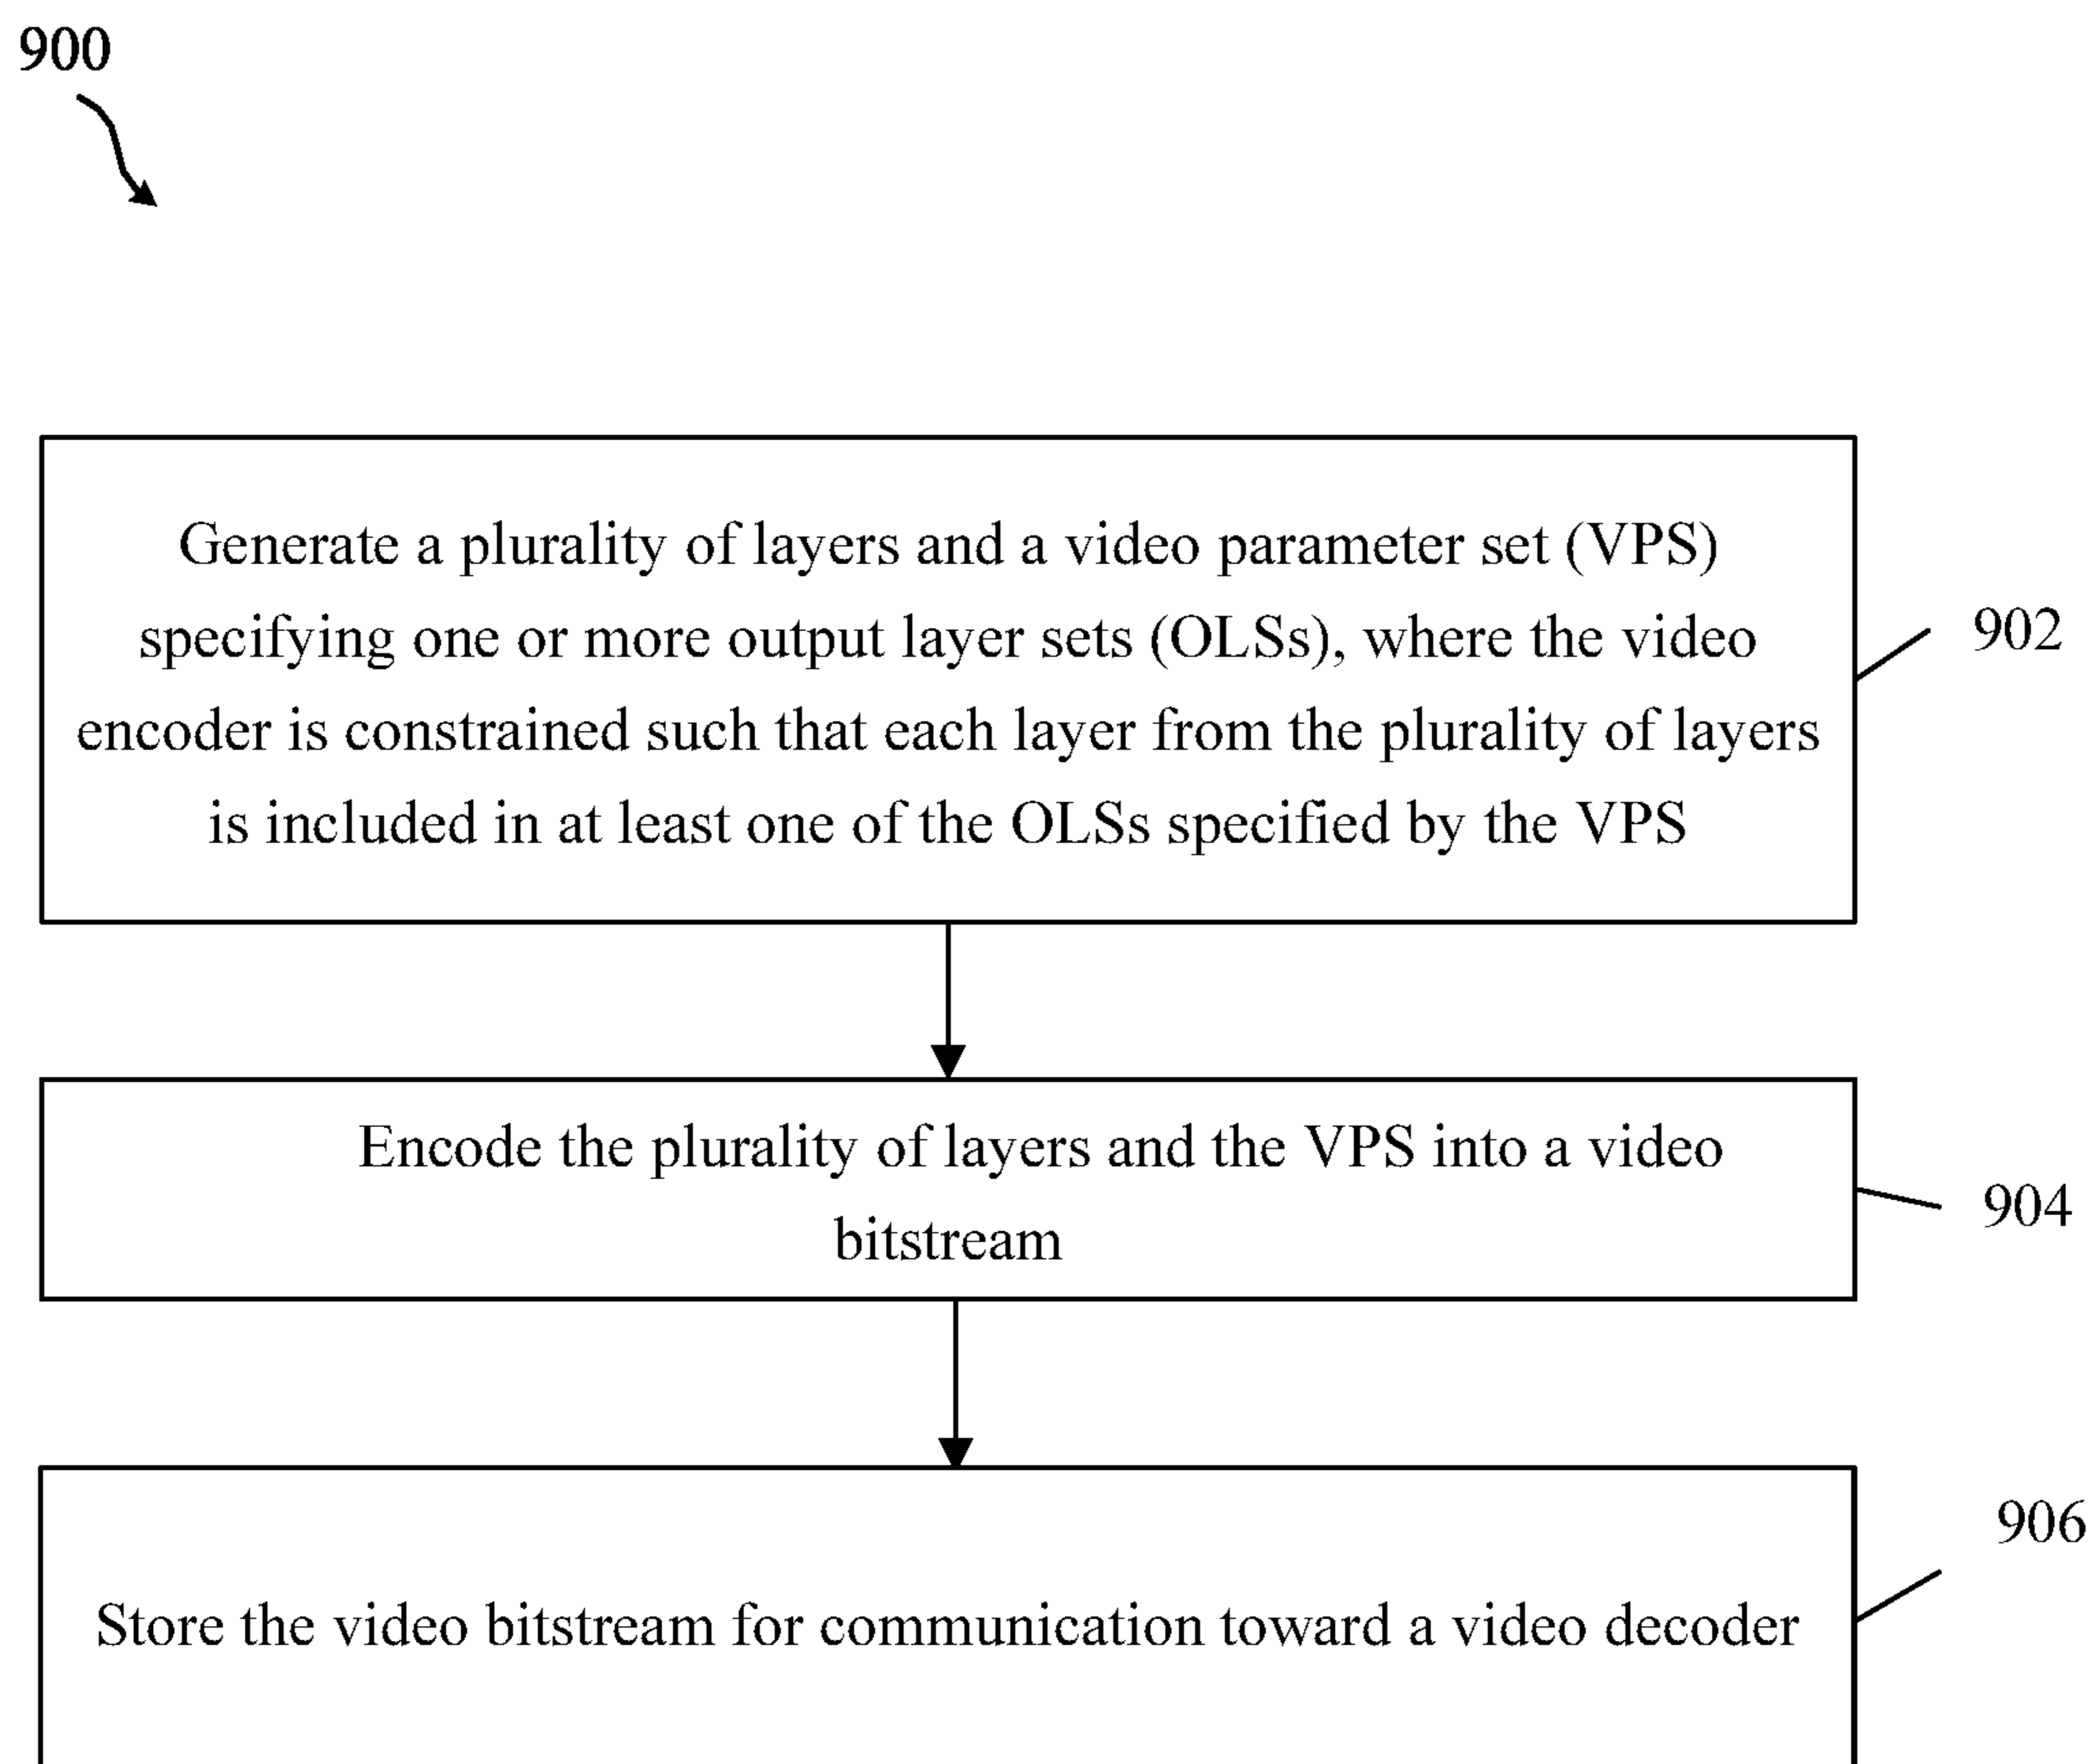 900
Generate a plurality of layers and a video parameter set (VPS)
specifying one or more output layer sets (OLSs), where the video
encoder is constrained such that each layer from the plurality of layers
is included in at least one of the OLSs specified by the VPS
902
Encode the plurality of layers and the VPS into a video
bitstream
904
906
Store the video bitstream for communication toward a video decoder